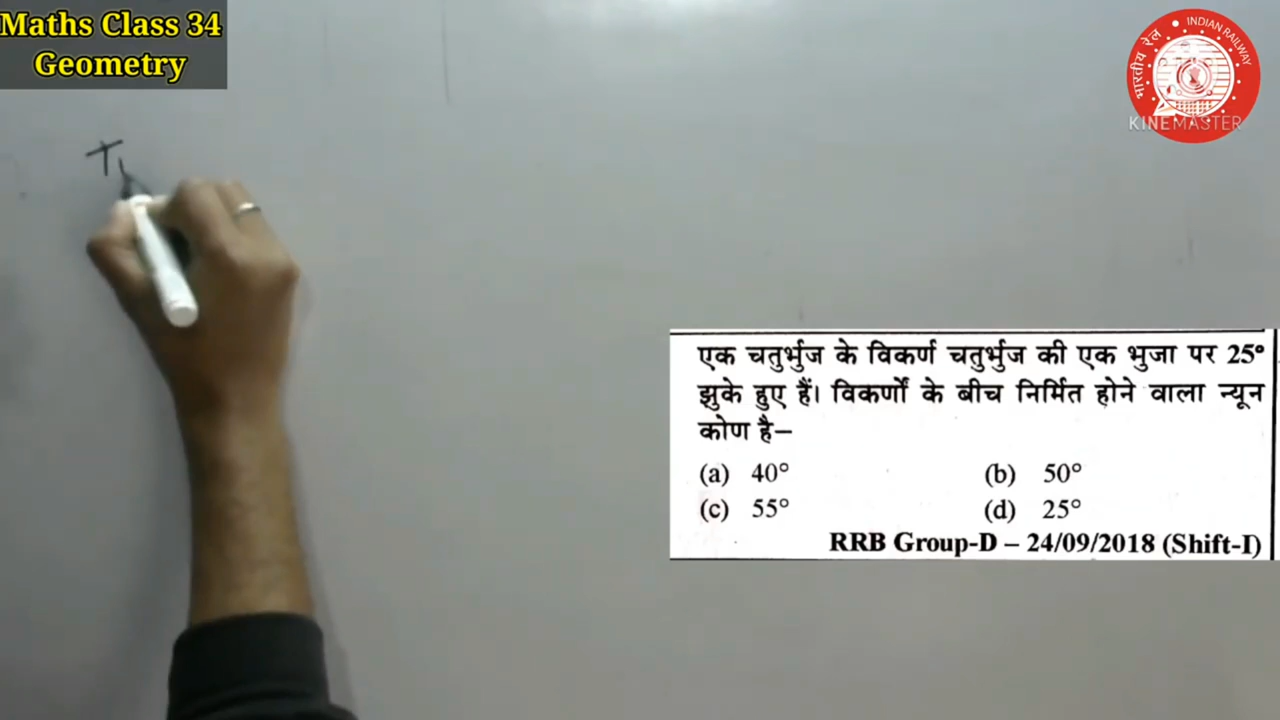 Maths Class 34
Geometry
भारतीय रेल
INDIAN RAILWAY
KINEMASTER
T
एक चतुर्भुज के विकर्ण चतुर्भुज की एक भुजा पर 25°
झुके हुए हैं। विकर्णों के बीच निर्मित होने वाला न्यून
कोण है–
(a) 40° (b) 50°
(c) 55° (d) 25°
RRB Group-D – 24/09/2018 (Shift-I)